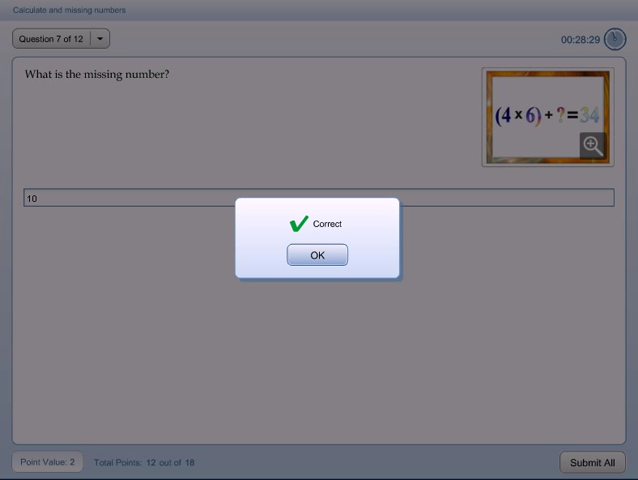 Calculate and missing numbers
Question 7 of 12
00:28:29
What is the missing number?
(4 × 6) + ? = 34
10
Correct
OK
Point Value: 2
Total Points: 12 out of 18
Submit All